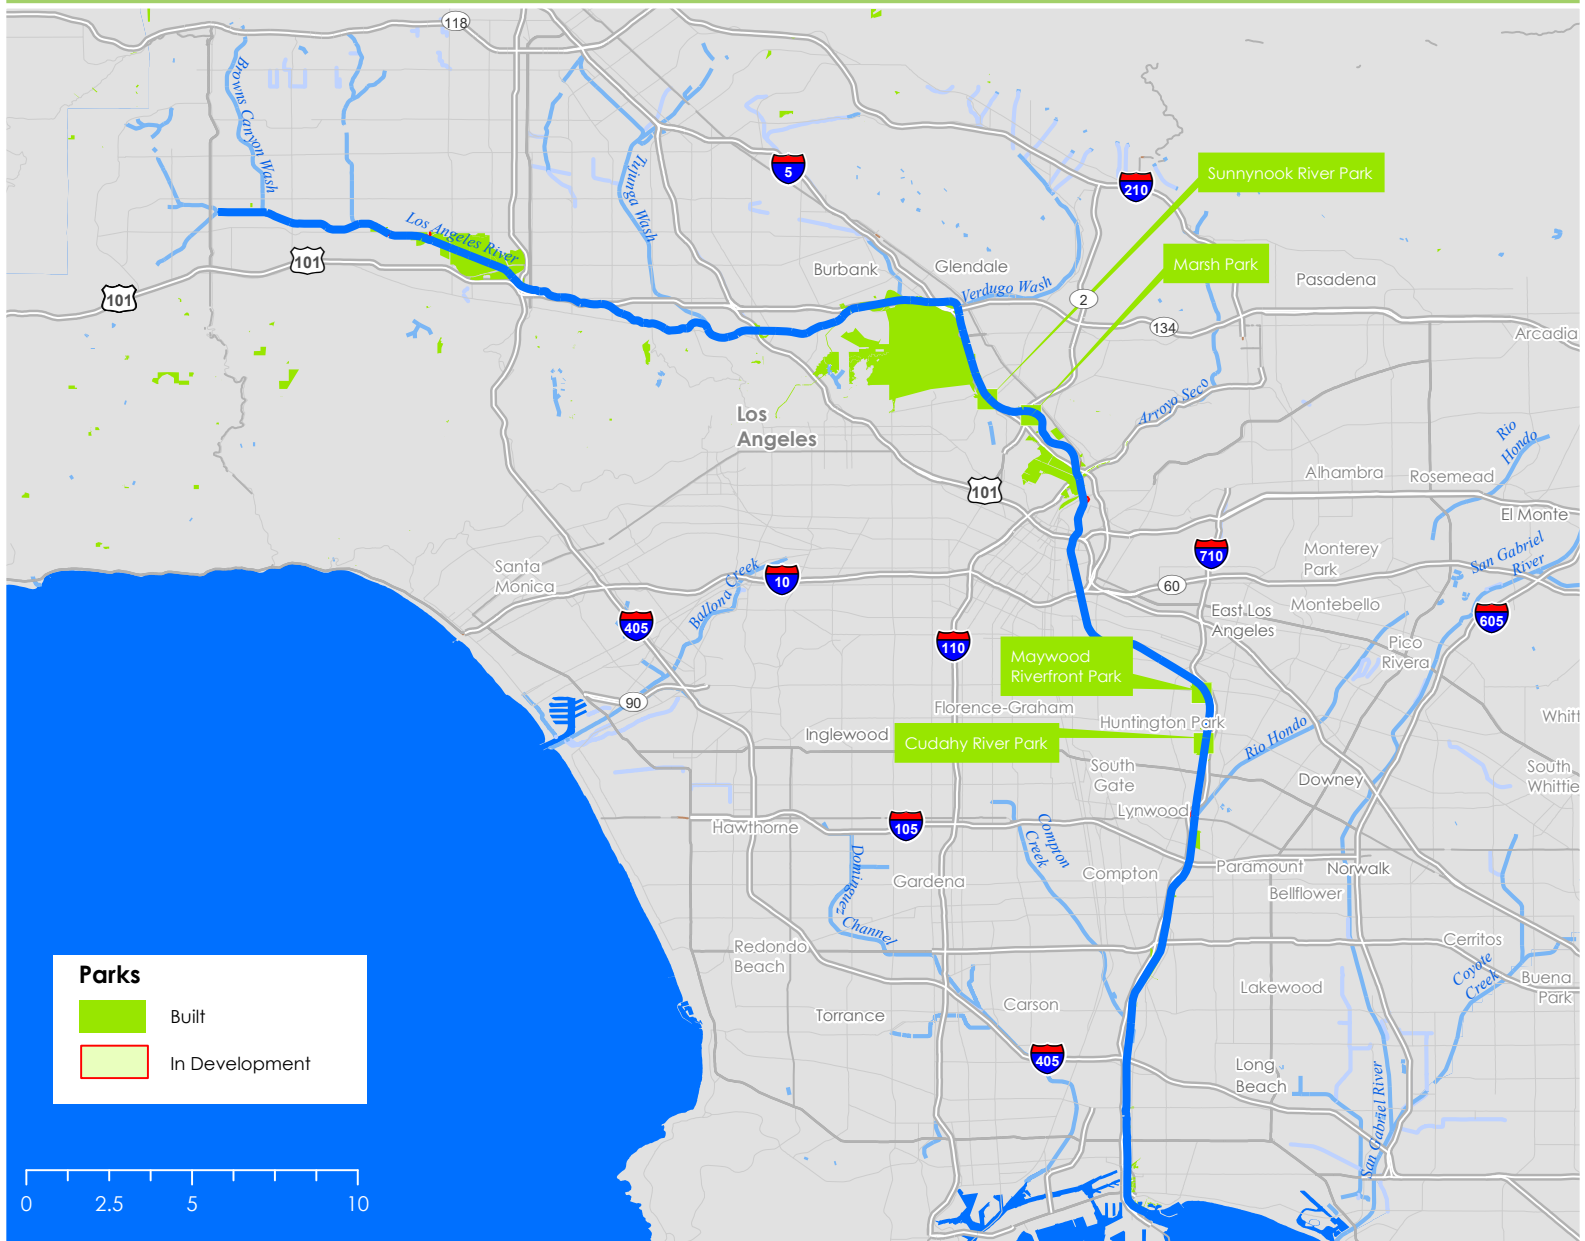 118
Browns Canyon Wash
Tujunga Wash
5
210
Sunnynook River Park
Los Angeles River
101
101
Burbank
Glendale
Verdugo Wash
Marsh Park
Pasadena
2
134
Arcadia
Los
Angeles
Arroyo Seco
Rio
Hondo
101
Alhambra
Rosemead
El Monte
710
Monterey
Park
San Gabriel
River
Santa
Monica
Ballona Creek
10
60
405
East Los
Angeles
Montebello
605
110
Maywood
Riverfront Park
Pico
Rivera
90
Florence-Graham
Huntington Park
Whitt
Inglewood
Cudahy River Park
Rio Hondo
South
Gate
Downey
South
Whittie
Lynwood
Hawthorne
105
Compton
Creek
Dominguez
Channel
Gardena
Compton
Paramount
Norwalk
Bellflower
Redondo
Beach
Cerritos
Coyote
Creek
Buena
Park
Lakewood
Torrance
Carson
405
Long
Beach
San Gabriel River
Parks
Built
In Development
0
2.5
5
10